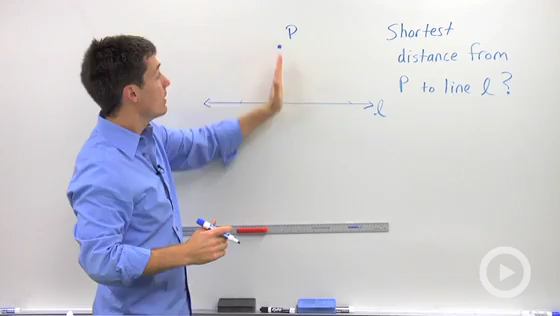 P
Shortest
distance from
P to line l?
l